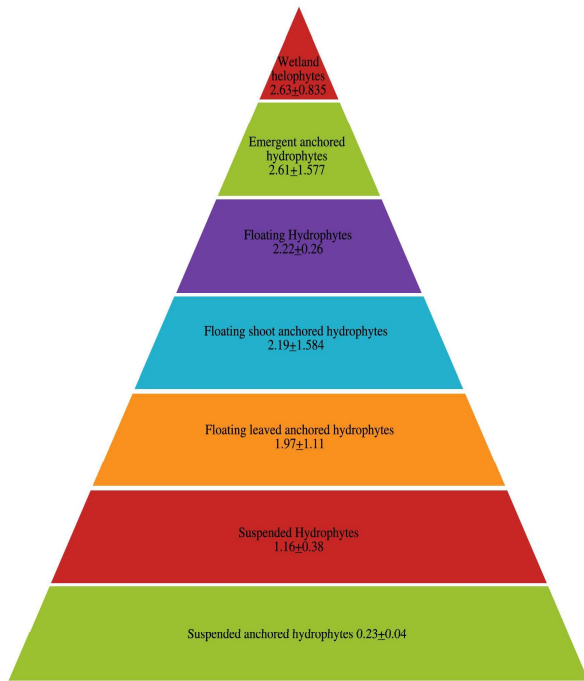 Wetland
helophytes
2.63±0.835
Emergent anchored
hydrophytes
2.61±1.577
Floating Hydrophytes
2.22±0.26
Floating shoot anchored hydrophytes
2.19±1.584
Floating leaved anchored hydrophytes
1.97±1.11
Suspended Hydrophytes
1.16±0.38
Suspended anchored hydrophytes 0.23±0.04